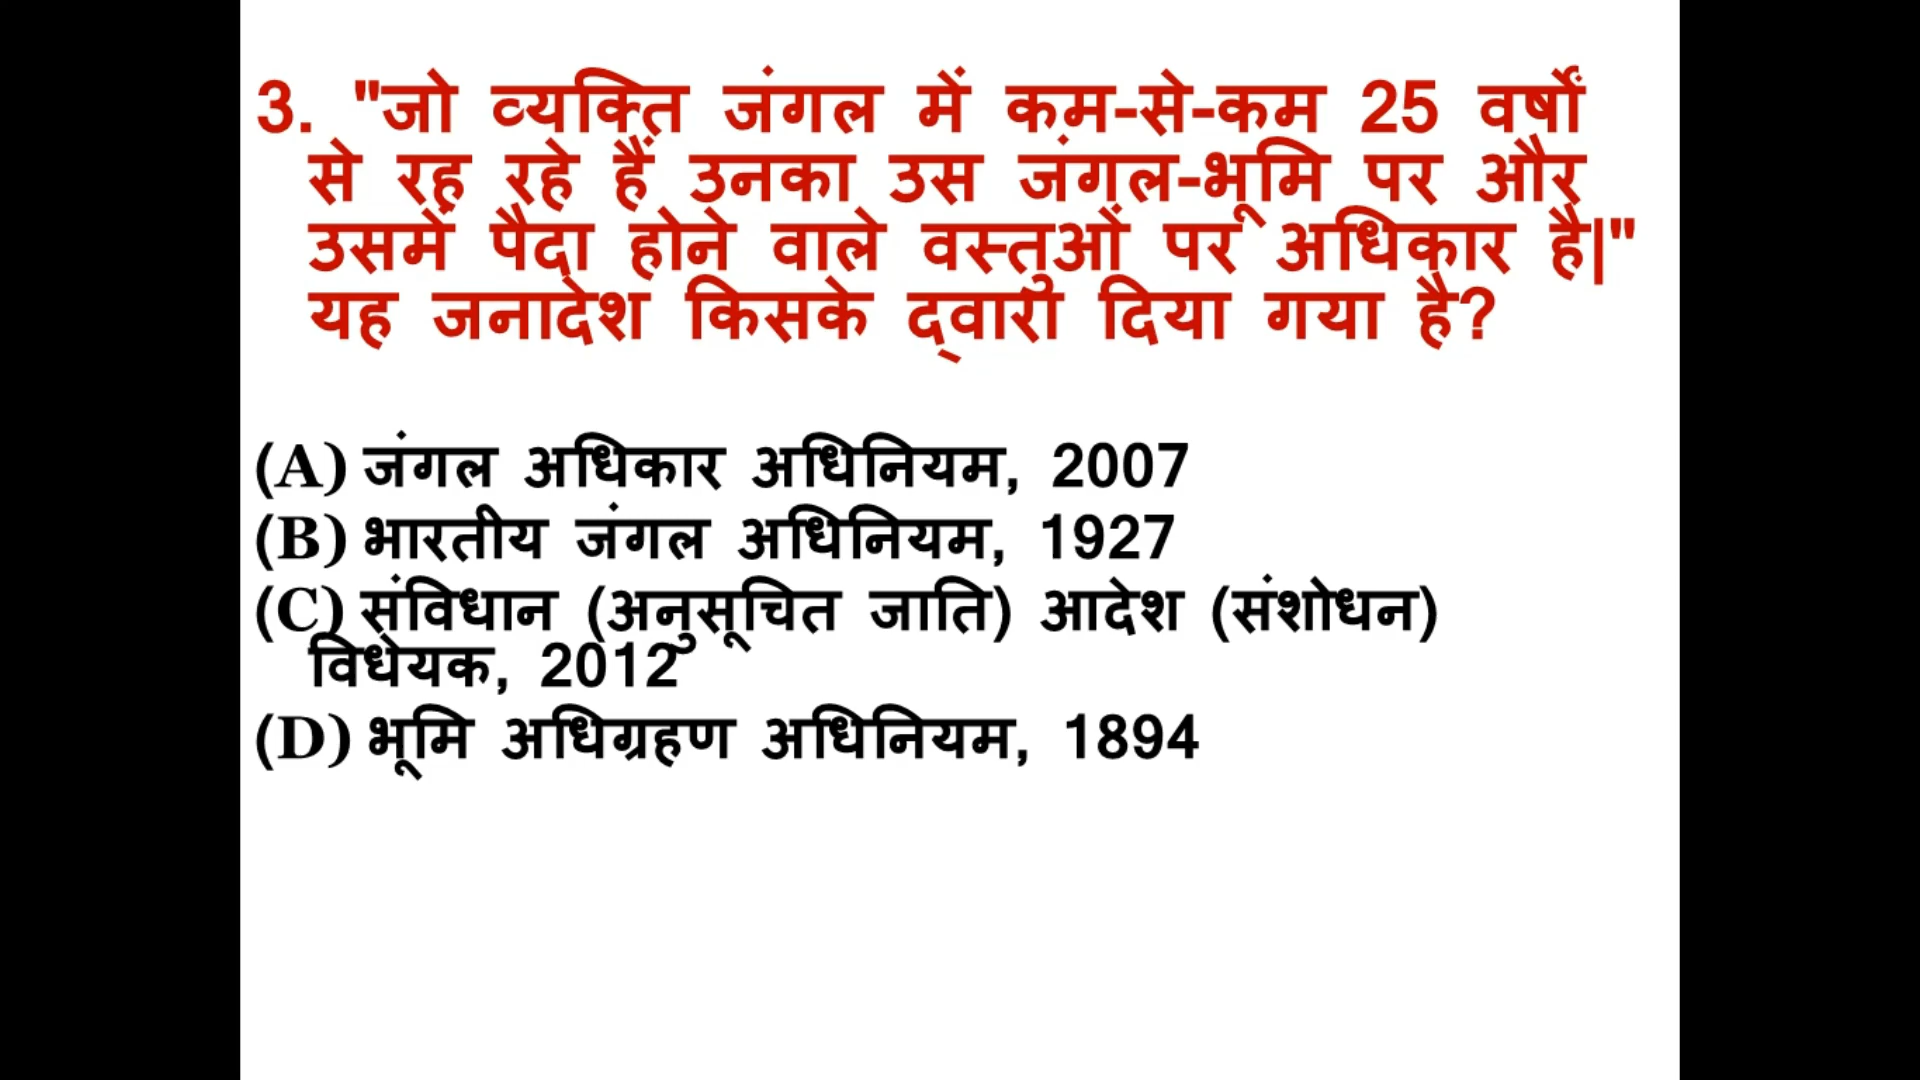 3. "जो व्यक्ति जंगल में कम-से-कम 25 वर्षों
से रह रहे हैं उनका उस जंगल-भूमि पर और
उसमें पैदा होने वाले वस्तुओं पर अधिकार है|"
यह जनादेश किसके द्वारा दिया गया है?
(A) जंगल अधिकार अधिनियम, 2007
(B) भारतीय जंगल अधिनियम, 1927
(C) संविधान (अनुसूचित जाति) आदेश (संशोधन)
विधेयक, 2012
(D) भूमि अधिग्रहण अधिनियम, 1894